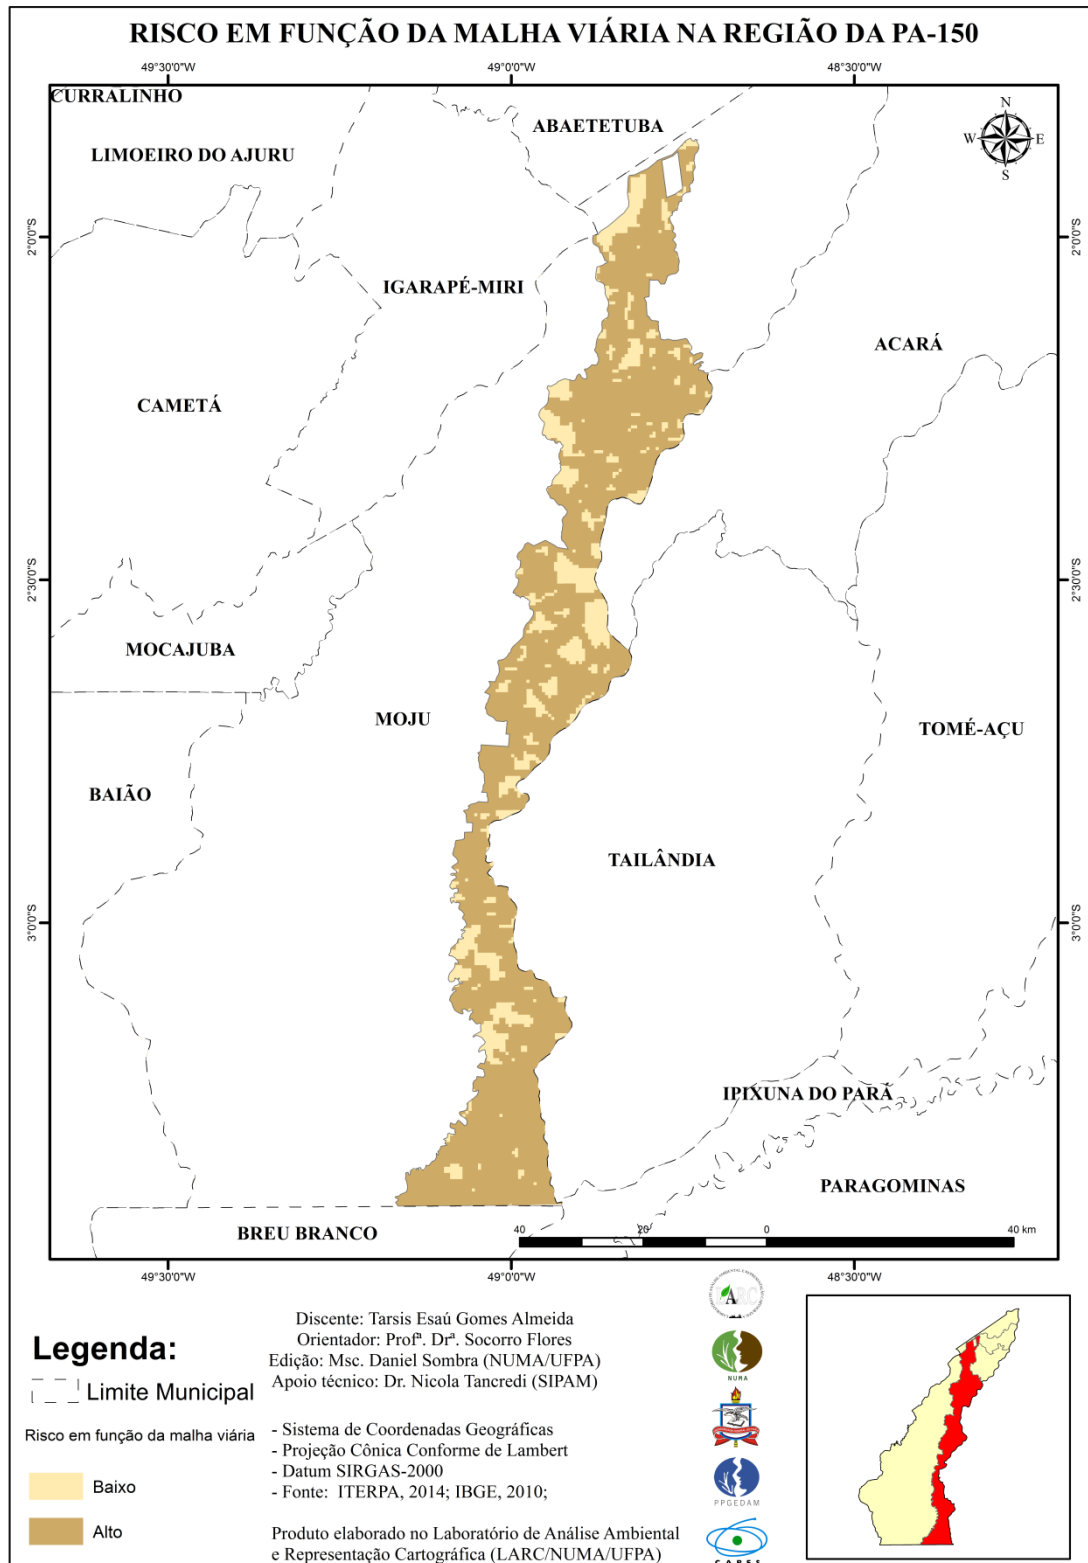 RISCO EM FUNÇÃO DA MALHA VIÁRIA NA REGIÃO DA PA-150
49°30'0"W
49°0'0"W
48°30'0"W
CURRALINHO
ABAETETUBA
LIMOEIRO DO AJURU
N
W
E
S
2°0'0"S
2°0'0"S
IGARAPÉ-MIRI
ACARÁ
CAMETÁ
2°30'0"S
2°30'0"S
MOCAJUBA
MOJU
TOMÉ-AÇU
BAIÃO
TAILÂNDIA
3°0'0"S
3°0'0"S
IPIXUNA DO PARÁ
PARAGOMINAS
BREU BRANCO
40
20
0
40 km
49°30'0"W
49°0'0"W
48°30'0"W
Legenda:
Limite Municipal
Risco em função da malha viária
Baixo
Alto
Discente: Tarsis Esaú Gomes Almeida
Orientador: Profª. Drª. Socorro Flores
Edição: Msc. Daniel Sombra (NUMA/UFPA)
Apoio técnico: Dr. Nicola Tancredi (SIPAM)
- Sistema de Coordenadas Geográficas
- Projeção Cônica Conforme de Lambert
- Datum SIRGAS-2000
- Fonte: ITERPA, 2014; IBGE, 2010;
Produto elaborado no Laboratório de Análise Ambiental
e Representação Cartográfica (LARC/NUMA/UFPA)
LARC
NUMA
PPGEDAM
CAPES